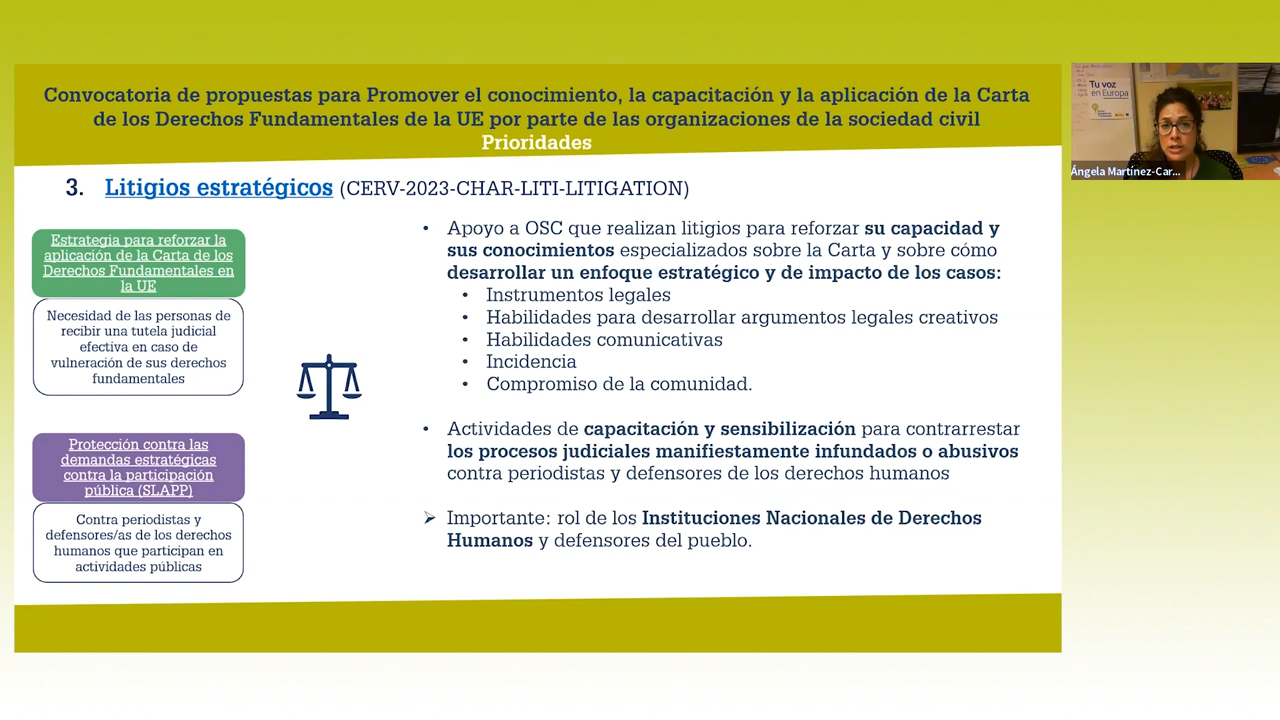 Convocatoria de propuestas para Promover el conocimiento, la capacitación y la aplicación de la Carta
de los Derechos Fundamentales de la UE por parte de las organizaciones de la sociedad civil
Prioridades
3. Litigios estratégicos (CERV-2023-CHAR-LITI-LITIGATION)
Estrategia para reforzar la
aplicación de la Carta de los
Derechos Fundamentales en
la UE
Necesidad de las personas de
recibir una tutela judicial
efectiva en caso de
vulneración de sus derechos
fundamentales
Protección contra las
demandas estratégicas
contra la participación
pública (SLAPP)
Contra periodistas y
defensores/as de los derechos
humanos que participan en
actividades públicas
• Apoyo a OSC que realizan litigios para reforzar su capacidad y
sus conocimientos especializados sobre la Carta y sobre cómo
desarrollar un enfoque estratégico y de impacto de los casos:
• Instrumentos legales
• Habilidades para desarrollar argumentos legales creativos
• Habilidades comunicativas
• Incidencia
• Compromiso de la comunidad.
• Actividades de capacitación y sensibilización para contrarrestar
los procesos judiciales manifiestamente infundados o abusivos
contra periodistas y defensores de los derechos humanos
➢ Importante: rol de los Instituciones Nacionales de Derechos
Humanos y defensores del pueblo.
Tu voz
en Europa
Ángela Martínez-Car...